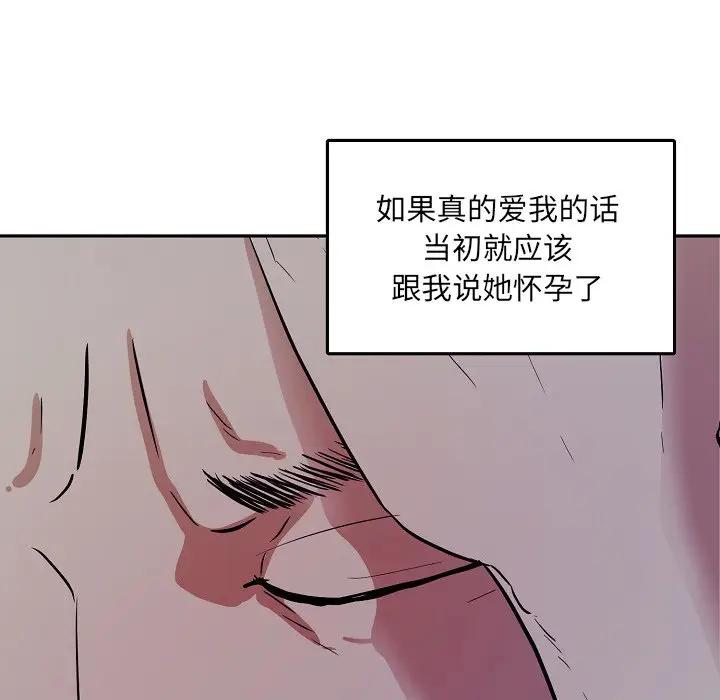 如果真的爱我的话
当初就应该
跟我说她怀孕了